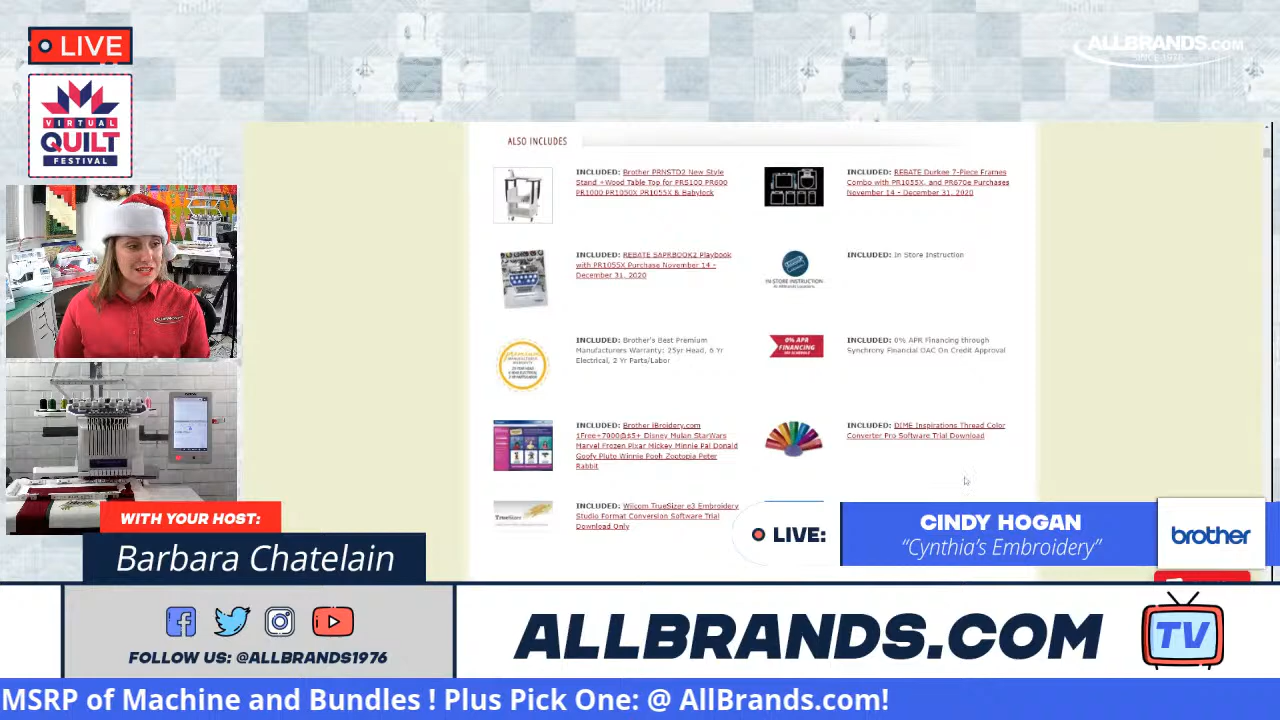 LIVE
VIRTUAL
QUILT
FESTIVAL
ALLBRANDS.COM
SINCE 1976
ALSO INCLUDES
INCLUDED: Brother PRNSTD2 New Style
Stand +Wood Table Top for PRS100 PR600
PR1000 PR1050X PR1055X & Babylock
INCLUDED: REBATE Durkee 7-Piece Frames
Combo with PR1055X, and PR670e Purchases
November 14 - December 31, 2020
INCLUDED: REBATE SAPRBOOK2 Playbook
with PR1055X Purchase November 14 -
December 31, 2020
IN STORE INSTRUCTION
INCLUDED: In Store Instruction
INCLUDED: Brother's Best Premium
Manufacturers Warranty: 25yr Head, 6 Yr
Electrical, 2 Yr Parts/Labor
0% APR
FINANCING
INCLUDED: 0% APR Financing through
Synchrony Financial OAC On Credit Approval
INCLUDED: Brother iBroidery.com
1Free+7000@$5+ Disney Mulan StarWars
Marvel Frozen Pixar Mickey Minnie Pal Donald
Goofy Pluto Winnie Pooh Zootopia Peter
Rabbit
INCLUDED: DIME Inspirations Thread Color
Converter Pro Software Trial Download
TrueSizer
INCLUDED: Wilcom TrueSizer e3 Embroidery
Studio Format Conversion Software Trial
Download Only
WITH YOUR HOST:
Barbara Chatelain
LIVE:
CINDY HOGAN
“Cynthia’s Embroidery”
brother
FOLLOW US: @ALLBRANDS1976
ALLBRANDS.COM
TV
MSRP of Machine and Bundles ! Plus Pick One: @ AllBrands.com!